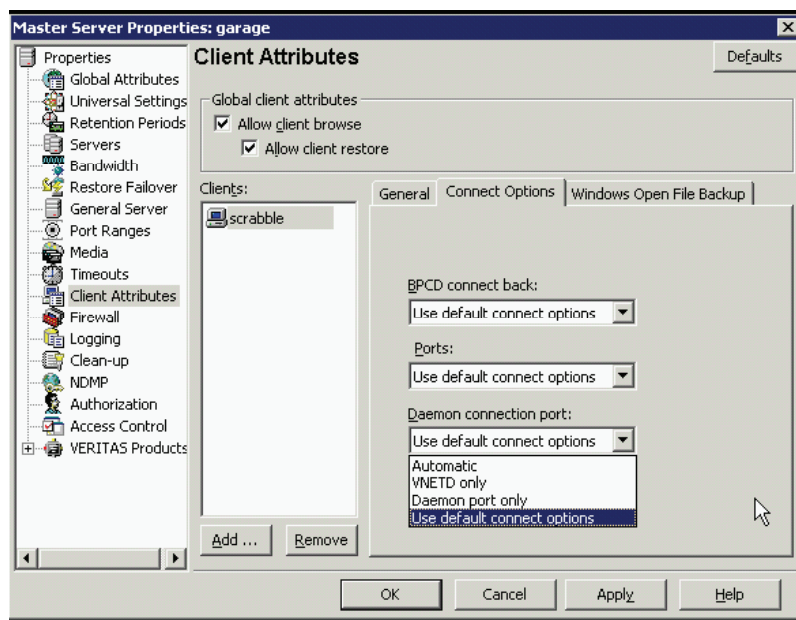 Master Server Properties: garage
Properties
Global Attributes
Universal Settings
Retention Periods
Servers
Bandwidth
Restore Failover
General Server
Port Ranges
Media
Timeouts
Client Attributes
Firewall
Logging
Clean-up
NDMP
Authorization
Access Control
VERITAS Products
Client Attributes
Defaults
Global client attributes
Allow client browse
Allow client restore
Clients:
scrabble
Add ...
Remove
General
Connect Options
Windows Open File Backup
BPCD connect back:
Use default connect options
Ports:
Use default connect options
Daemon connection port:
Use default connect options
Automatic
VNETD only
Daemon port only
Use default connect options
OK
Cancel
Apply
Help